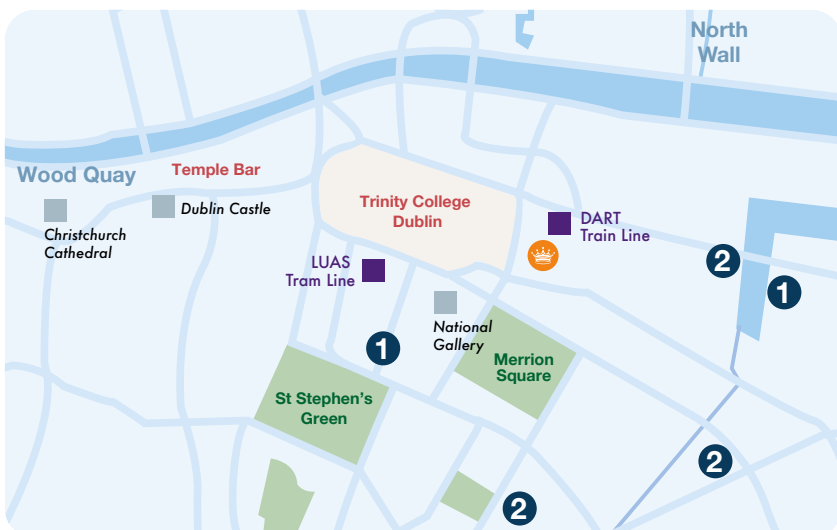 North
Wall
Wood Quay
Temple Bar
Dublin Castle
Christchurch
Cathedral
Trinity College
Dublin
DART
Train Line
LUAS
Tram Line
2
1
National
Gallery
1
Merrion
Square
St Stephen's
Green
2
2